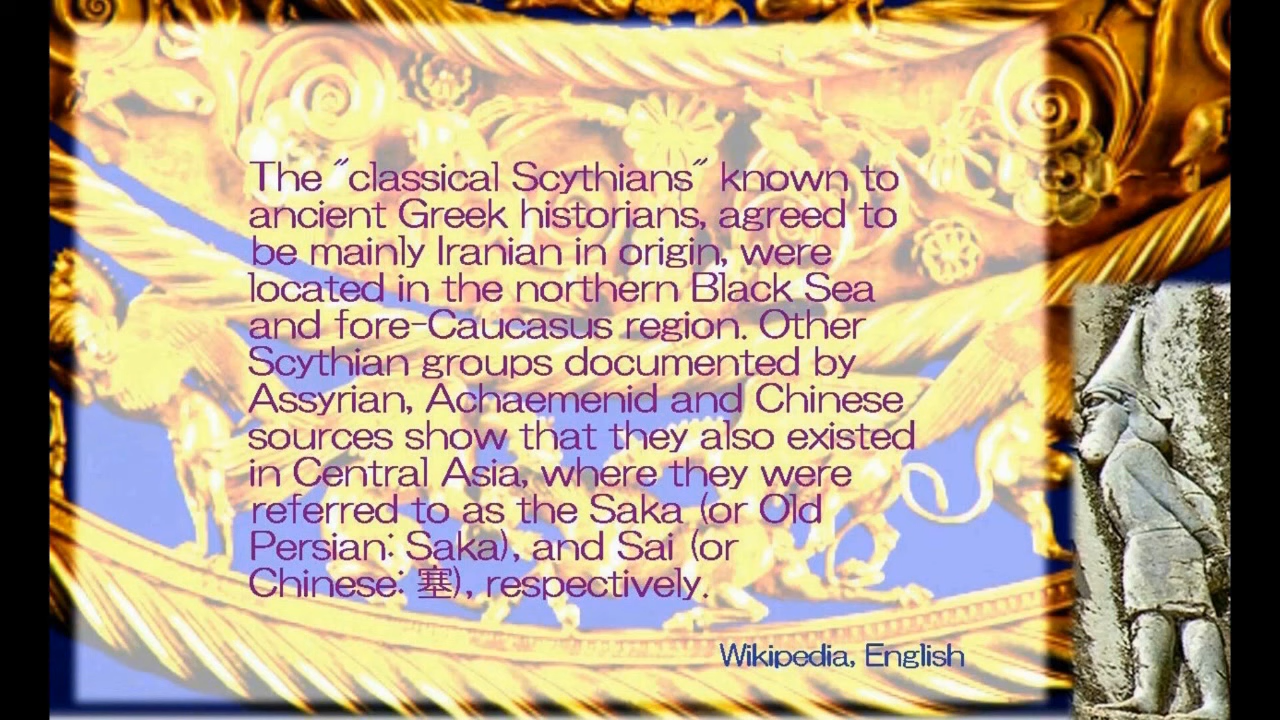 The "classical Scythians" known to
ancient Greek historians, agreed to
be mainly Iranian in origin, were
located in the northern Black Sea
and fore-Caucasus region. Other
Scythian groups documented by
Assyrian, Achaemenid and Chinese
sources show that they also existed
in Central Asia, where they were
referred to as the Saka (or Old
Persian: Saka), and Sai (or
Chinese: 塞), respectively.
Wikipedia, English